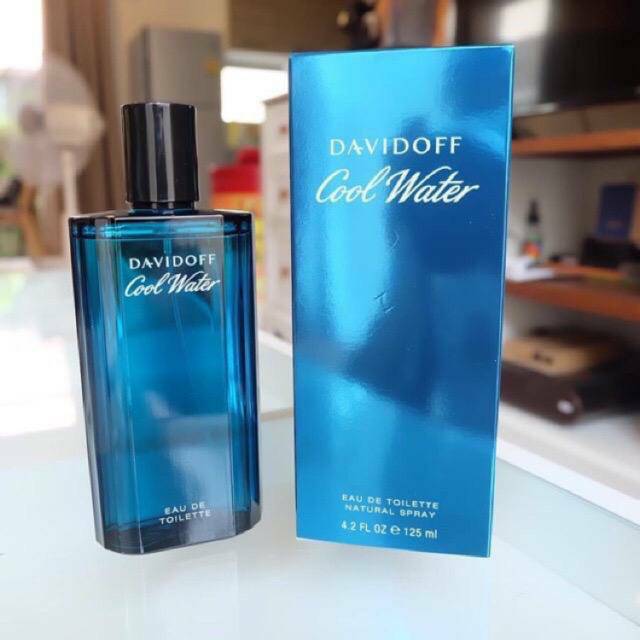 DAVIDOFF
Cool Water
EAU DE
TOILETTE
DAVIDOFF
Cool Water
EAU DE TOILETTE
NATURAL SPRAY
4.2 FL OZ e 125 ml